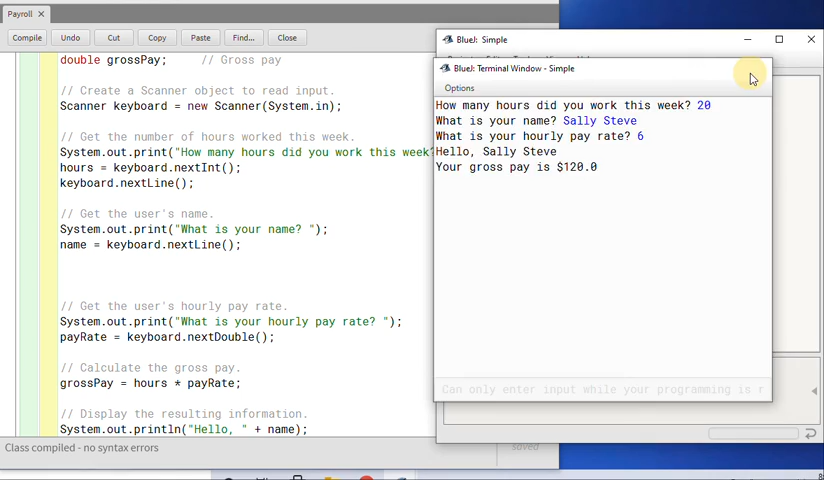 Payroll ×
Compile Undo Cut Copy Paste Find... Close
double grossPay; // Gross pay
// Create a Scanner object to read input.
Scanner keyboard = new Scanner(System.in);
// Get the number of hours worked this week.
System.out.print("How many hours did you work this week?
hours = keyboard.nextInt();
keyboard.nextLine();
// Get the user's name.
System.out.print("What is your name? ");
name = keyboard.nextLine();
// Get the user's hourly pay rate.
System.out.print("What is your hourly pay rate? ");
payRate = keyboard.nextDouble();
// Calculate the gross pay.
grossPay = hours * payRate;
// Display the resulting information.
System.out.println("Hello, " + name);
Class compiled - no syntax errors
saved
BlueJ: Simple
BlueJ: Terminal Window - Simple
Options
How many hours did you work this week? 20
What is your name? Sally Steve
What is your hourly pay rate? 6
Hello, Sally Steve
Your gross pay is $120.0
Can only enter input while your programming is r